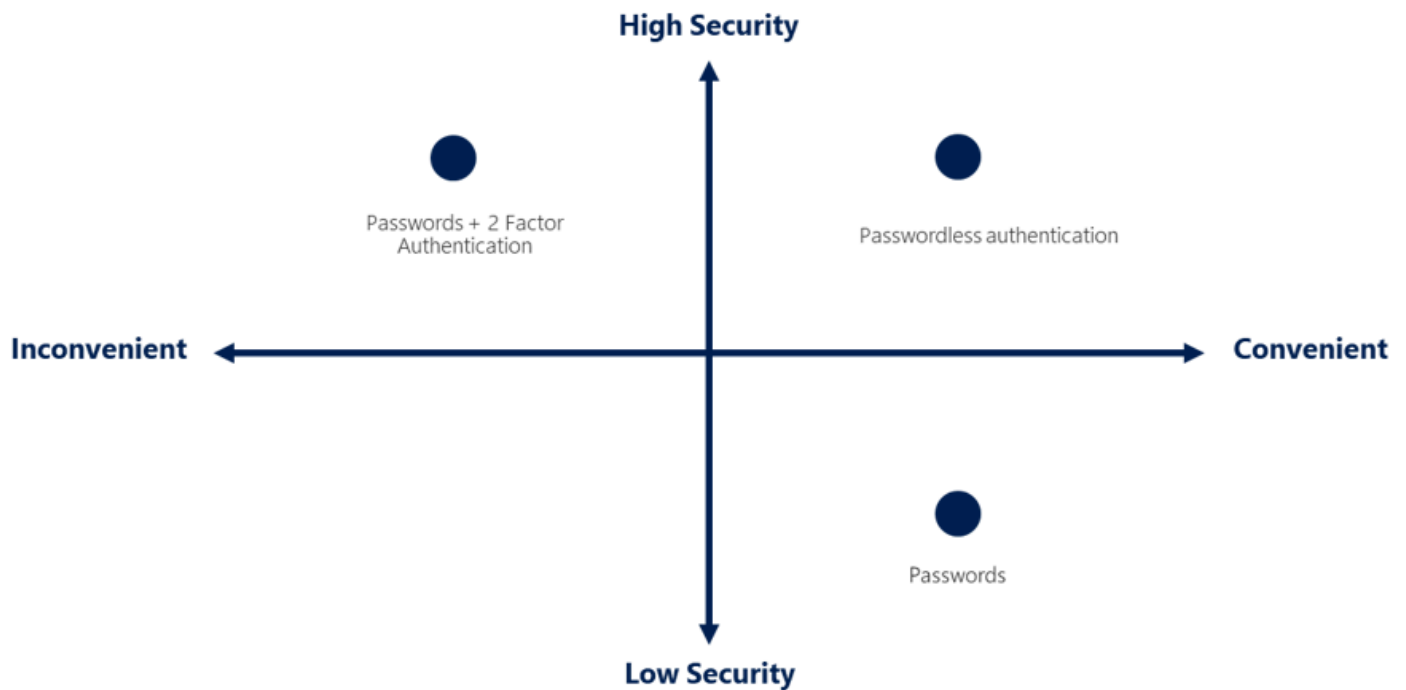 High Security
Passwords + 2 Factor
Authentication
Passwordless authentication
Inconvenient
Convenient
Passwords
Low Security